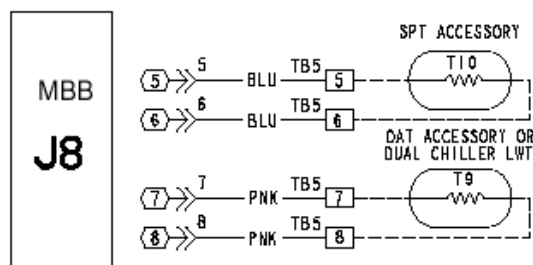 SPT ACCESSORY
MBB
J8
5 5 BLU TB5 5 T10
6 6 BLU TB5 6
DAT ACCESSORY OR
DUAL CHILLER LWT
7 7 PNK TB5 7 T9
8 8 PNK TB5 8